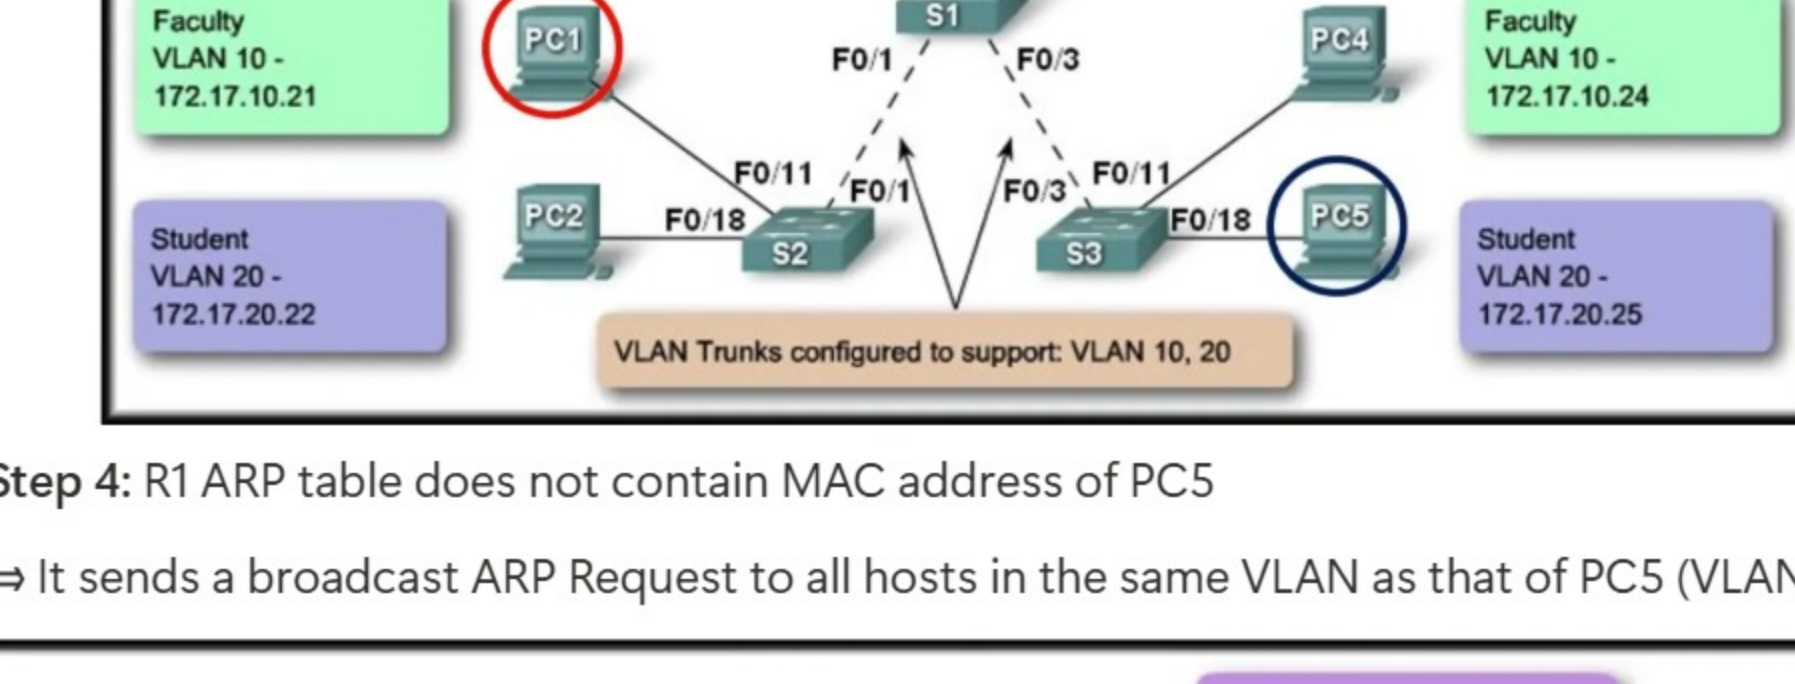 Faculty
VLAN 10 -
172.17.10.21
PC1
S1
F0/1
F0/3
PC4
Faculty
VLAN 10 -
172.17.10.24
F0/11
F0/1
F0/3
F0/11
Student
VLAN 20 -
172.17.20.22
PC2
F0/18
S2
S3
F0/18
PC5
Student
VLAN 20 -
172.17.20.25
VLAN Trunks configured to support: VLAN 10, 20
Step 4: R1 ARP table does not contain MAC address of PC5
⇒ It sends a broadcast ARP Request to all hosts in the same VLAN as that of PC5 (VLAN